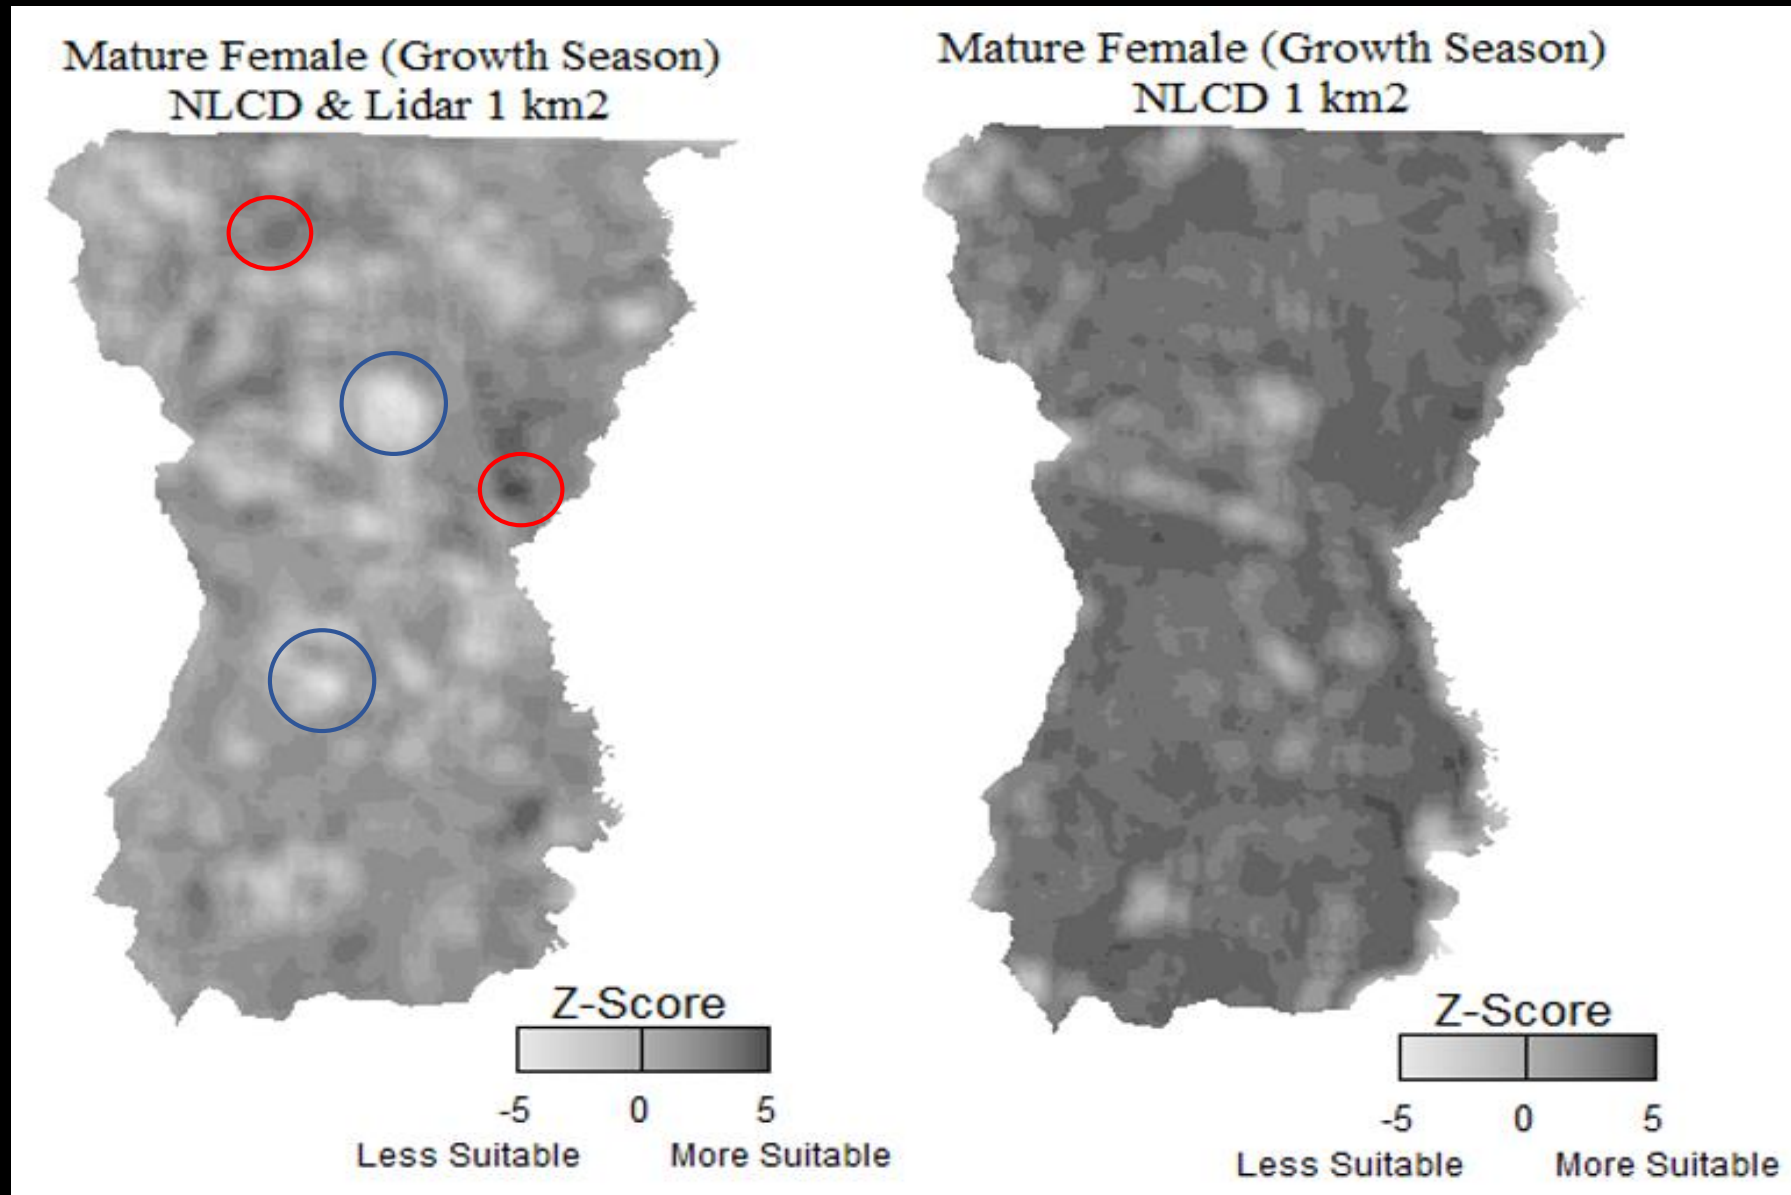 Mature Female (Growth Season)
NLCD & Lidar 1 km2
Z-Score
-5 0 5
Less Suitable More Suitable
Mature Female (Growth Season)
NLCD 1 km2
Z-Score
-5 0 5
Less Suitable More Suitable